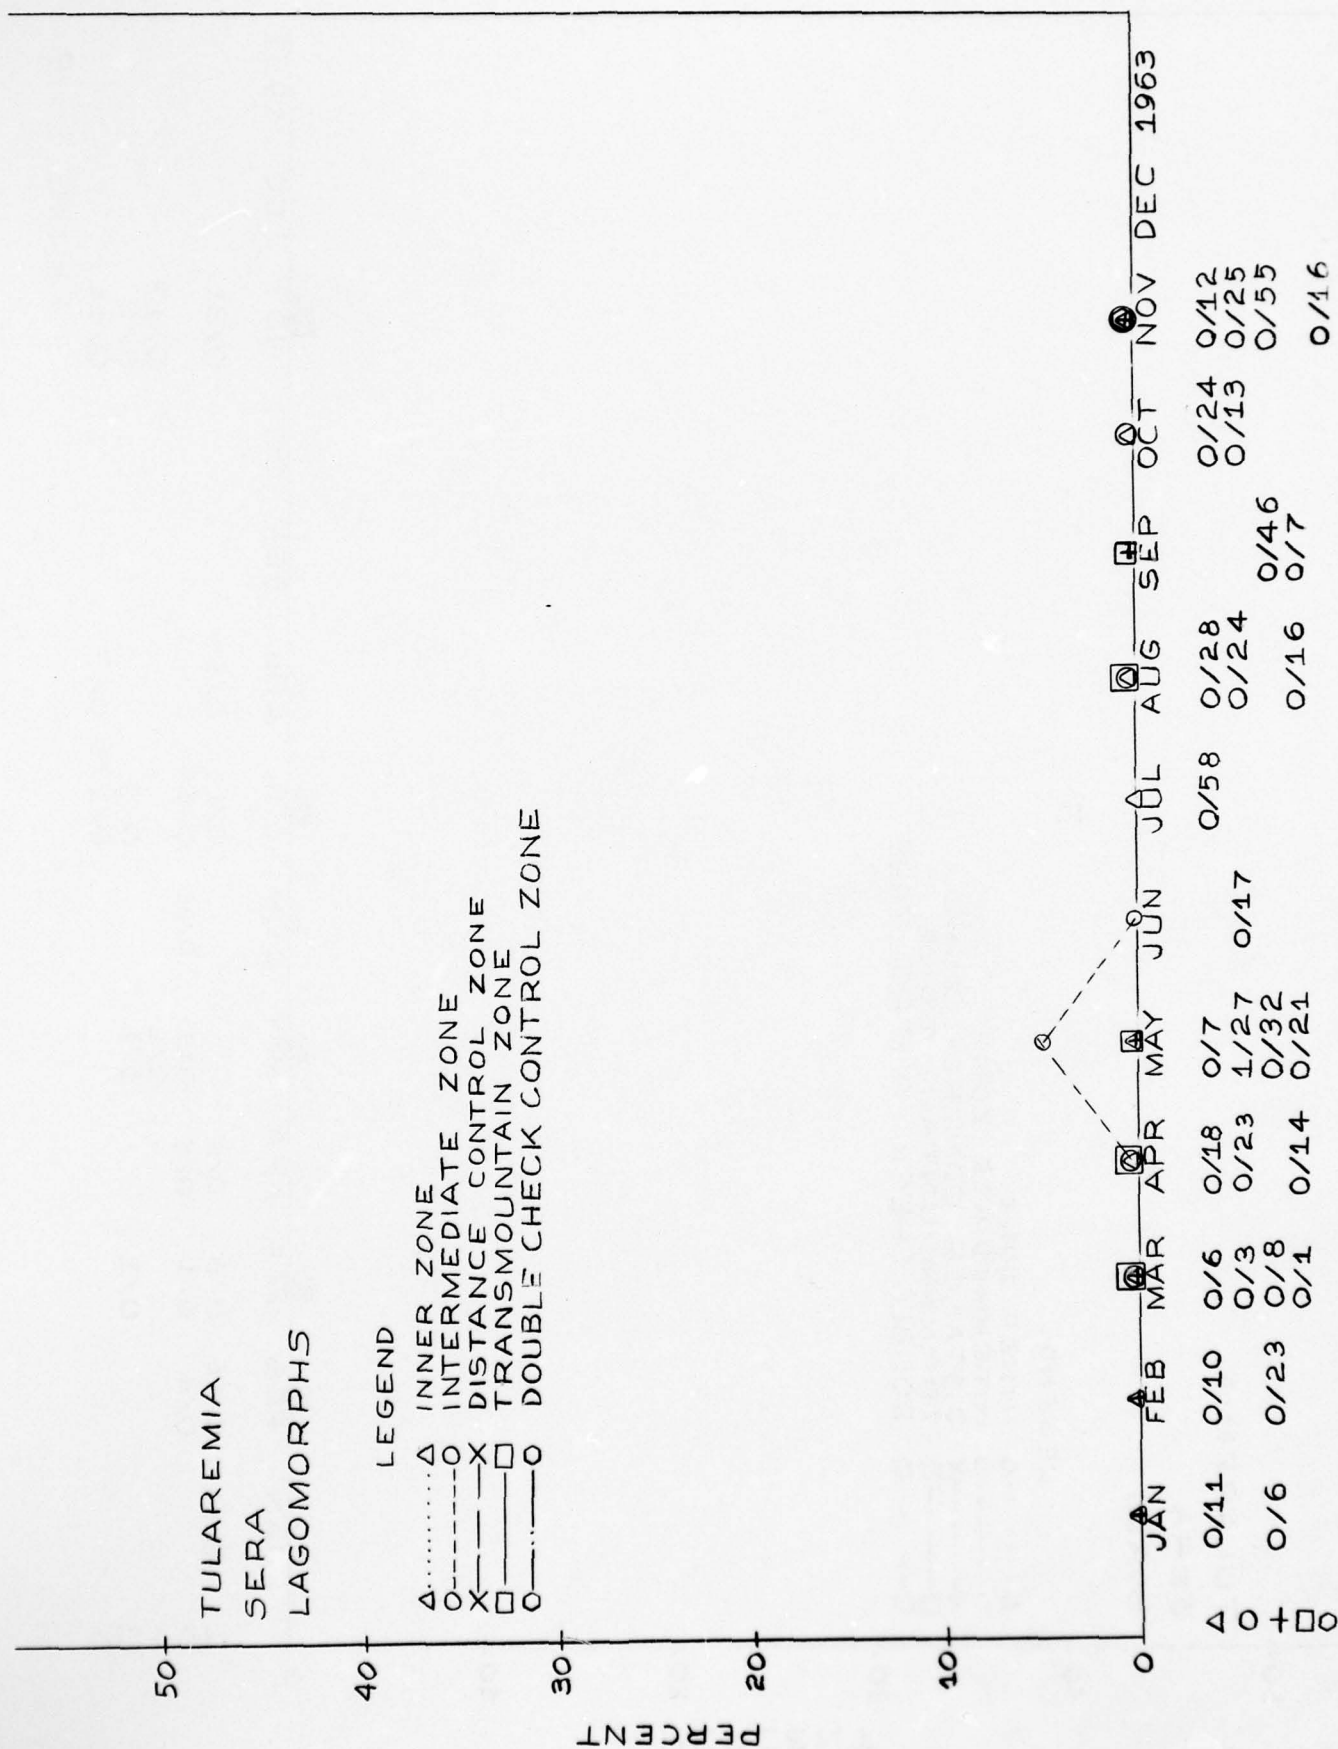 TULAREMIA
SERA
LAGOMORPHS
LEGEND
INNER ZONE
INTERMEDIATE ZONE
DISTANCE CONTROL ZONE
TRANSMOUNTAIN ZONE
DOUBLE CHECK CONTROL ZONE
PERCENT
50
40
30
20
10
0
JAN FEB MAR APR MAY JUN JUL AUG SEP OCT NOV DEC 1963
0/11 0/10 0/6 0/18 0/7 0/58 0/28 0/24 0/12
0/3 0/23 1/27 0/17 0/24 0/13 0/25
0/6 0/23 0/8 0/32 0/46 0/55
0/1 0/14 0/21 0/16 0/7
0/16